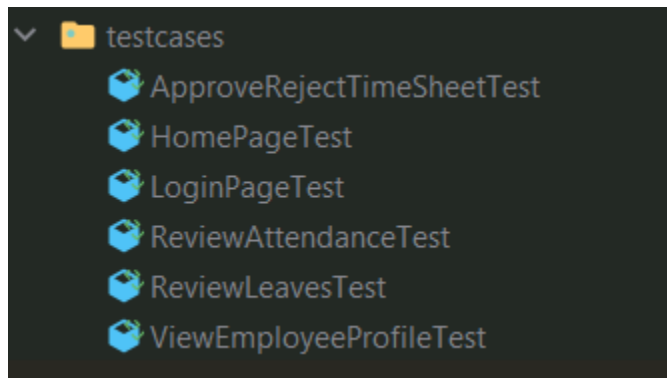 testcases
ApproveRejectTimeSheetTest
HomePageTest
LoginPageTest
ReviewAttendanceTest
ReviewLeavesTest
ViewEmployeeProfileTest